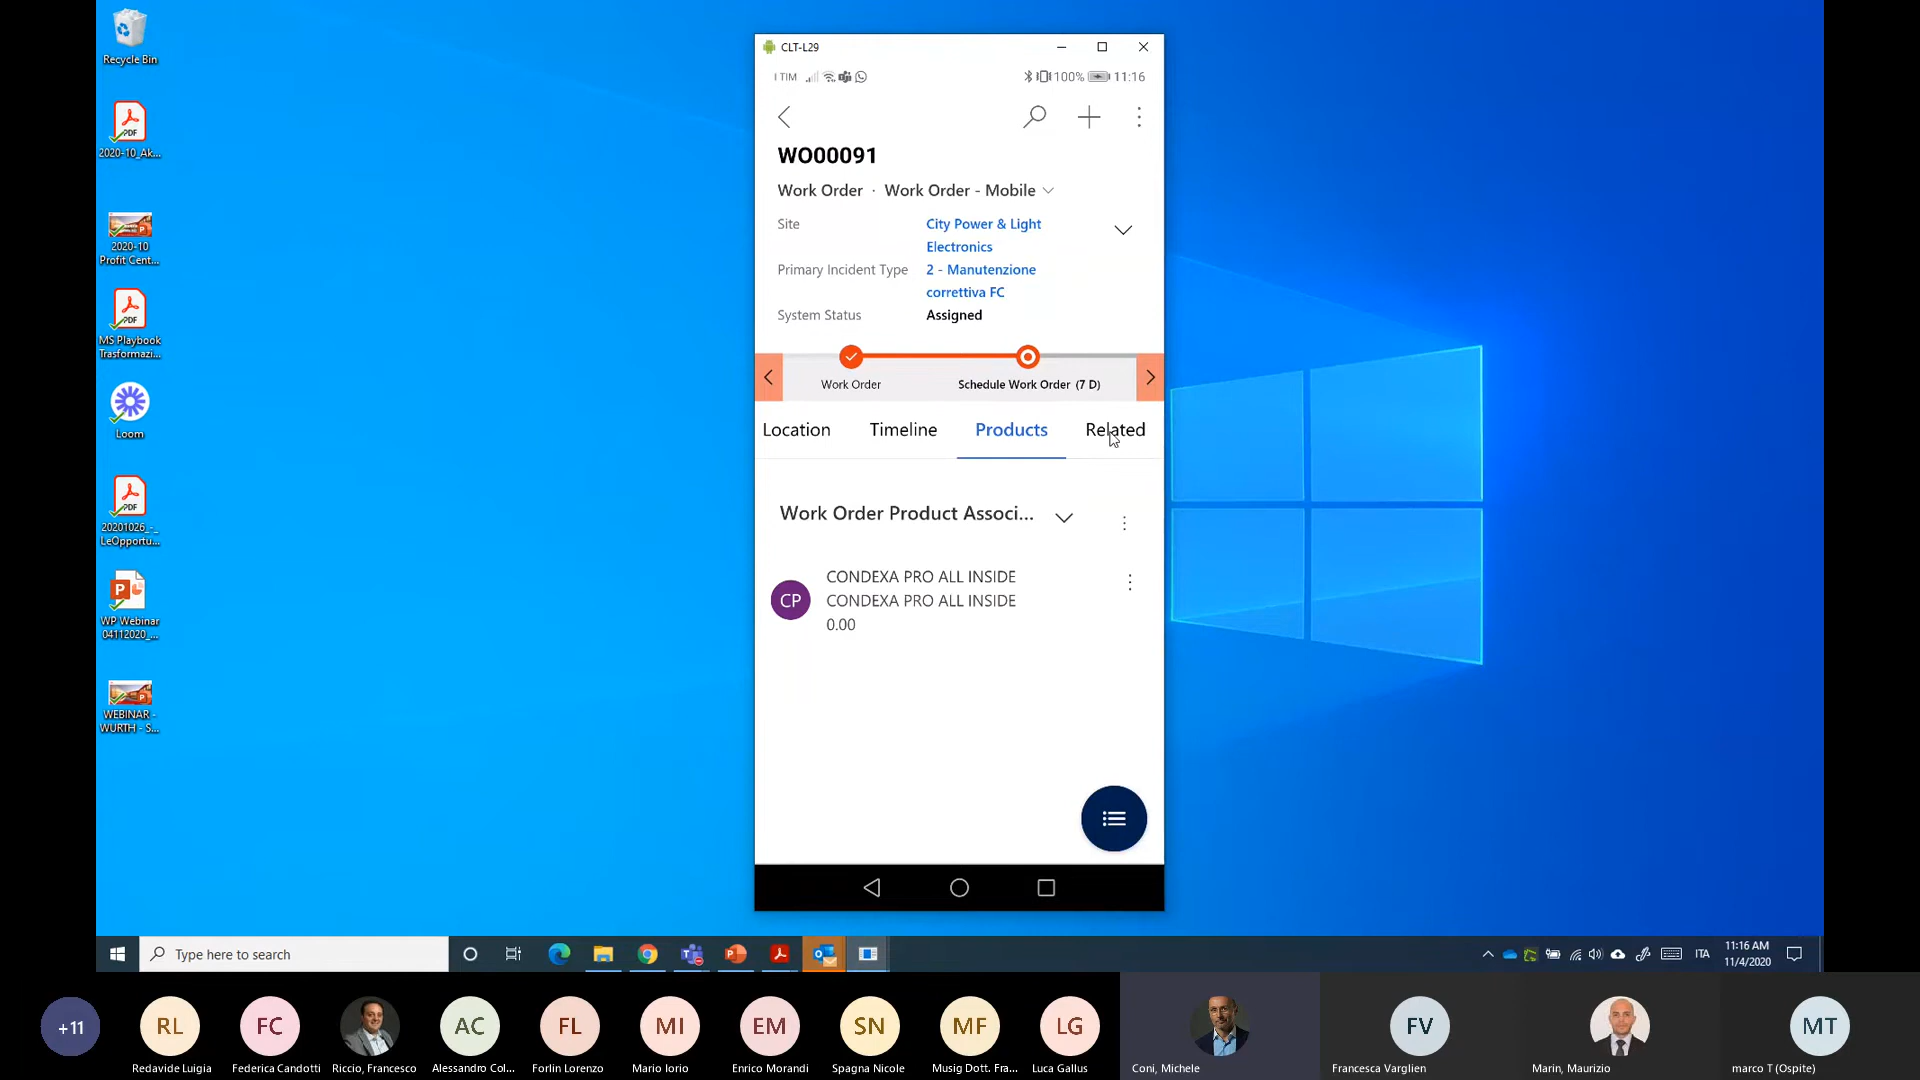 Recycle Bin
2020-10_Ak...
2020-10
Profit Cent...
MS Playbook
Trasformazi...
Loom
20201026_-_
LeOpportu...
WP Webinar
04112020_...
WEBINAR -
WURTH - S...
CLT-L29
TIM
100%
11:16
WO00091
Work Order · Work Order - Mobile
Site
City Power & Light
Electronics
Primary Incident Type
2 - Manutenzione
correttiva FC
System Status
Assigned
Work Order
Schedule Work Order (7 D)
Location
Timeline
Products
Related
Work Order Product Associ...
CP
CONDEXA PRO ALL INSIDE
CONDEXA PRO ALL INSIDE
0.00
Type here to search
ITA
11:16 AM
11/4/2020
+11
RL
FC
AC
FL
MI
EM
SN
MF
LG
FV
MT
Redavide Luigia
Federica Candotti
Riccio, Francesco
Alessandro Col...
Forlin Lorenzo
Mario Iorio
Enrico Morandi
Spagna Nicole
Musig Dott. Fra...
Luca Gallus
Coni, Michele
Francesca Varglien
Marin, Maurizio
marco T (Ospite)